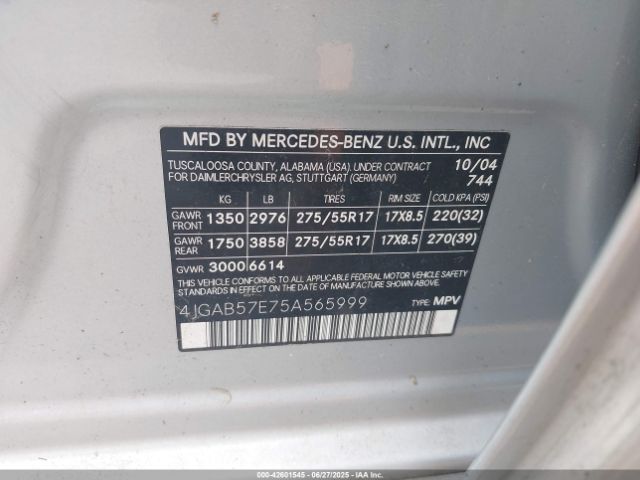 MFD BY MERCEDES-BENZ U.S. INTL., INC
TUSCALOOSA COUNTY, ALABAMA (USA). UNDER CONTRACT 10/04
FOR DAIMLERCHRYSLER AG, STUTTGART (GERMANY) 744
KG LB TIRES RIM SIZE COLD KPA (PSI)
GAWR FRONT 1350 2976 275/55R17 17X8.5 220(32)
GAWR REAR 1750 3858 275/55R17 17X8.5 270(39)
GVWR 3000 6614
THIS VEHICLE CONFORMS TO ALL APPLICABLE FEDERAL MOTOR VEHICLE SAFETY
STANDARDS IN EFFECT ON THE DATE OF MANUFACTURE SHOWN ABOVE.
4JGAB57E75A565999 TYPE: MPV
000-42601545 - 06/27/2025 - IAA Inc.